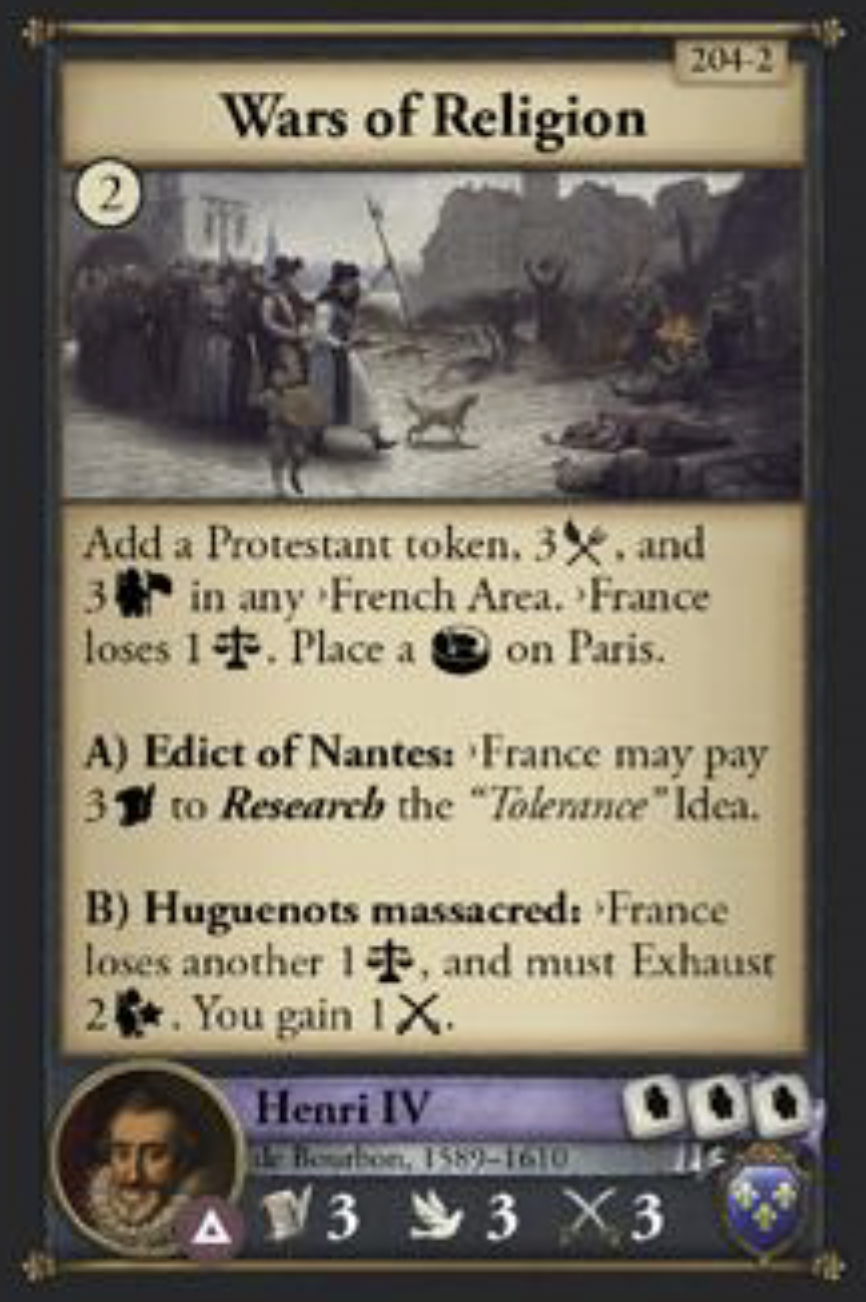 204-2
Wars of Religion
2
Add a Protestant token, 3, and
3 in any ›French Area. ›France
loses 1. Place a on Paris.
A) Edict of Nantes: ›France may pay
3 to Research the "Tolerance" Idea.
B) Huguenots massacred: ›France
loses another 1, and must Exhaust
2. You gain 1.
Henri IV
de Bourbon, 1589–1610
3 3 3